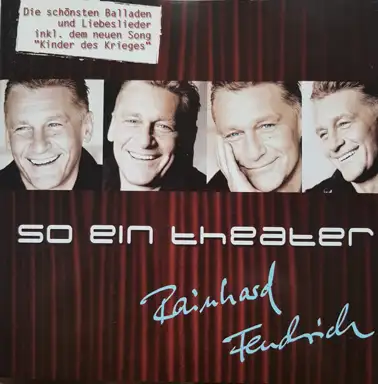 Die schönsten Balladen
und Liebeslieder
inkl. dem neuen Song
"Kinder des Krieges"
so ein theater
Rainhard
Fendrich